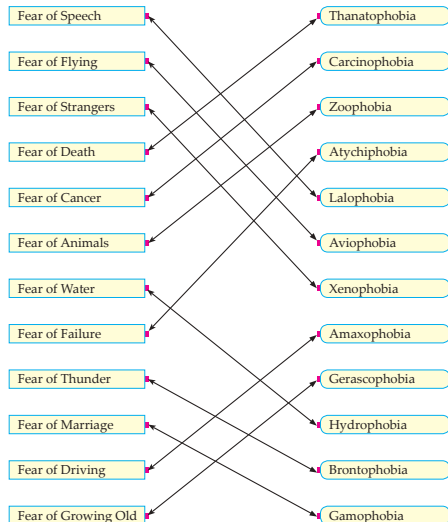 Fear of Speech
Thanatophobia
Fear of Flying
Carcinophobia
Fear of Strangers
Zoophobia
Fear of Death
Atychiphobia
Fear of Cancer
Lalophobia
Fear of Animals
Aviophobia
Fear of Water
Xenophobia
Fear of Failure
Amaxophobia
Fear of Thunder
Gerascophobia
Fear of Marriage
Hydrophobia
Fear of Driving
Brontophobia
Fear of Growing Old
Gamophobia